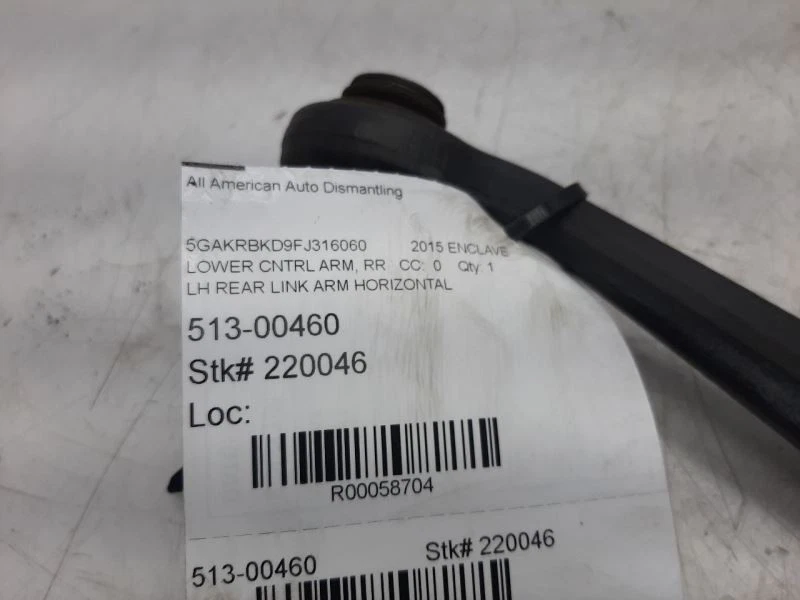 All American Auto Dismantling
5GAKRBKD9FJ316060 2015 ENCLAVE
LOWER CNTRL ARM, RR CC: 0 Qty: 1
LH REAR LINK ARM HORIZONTAL
513-00460
Stk# 220046
Loc:
R00058704
513-00460 Stk# 220046